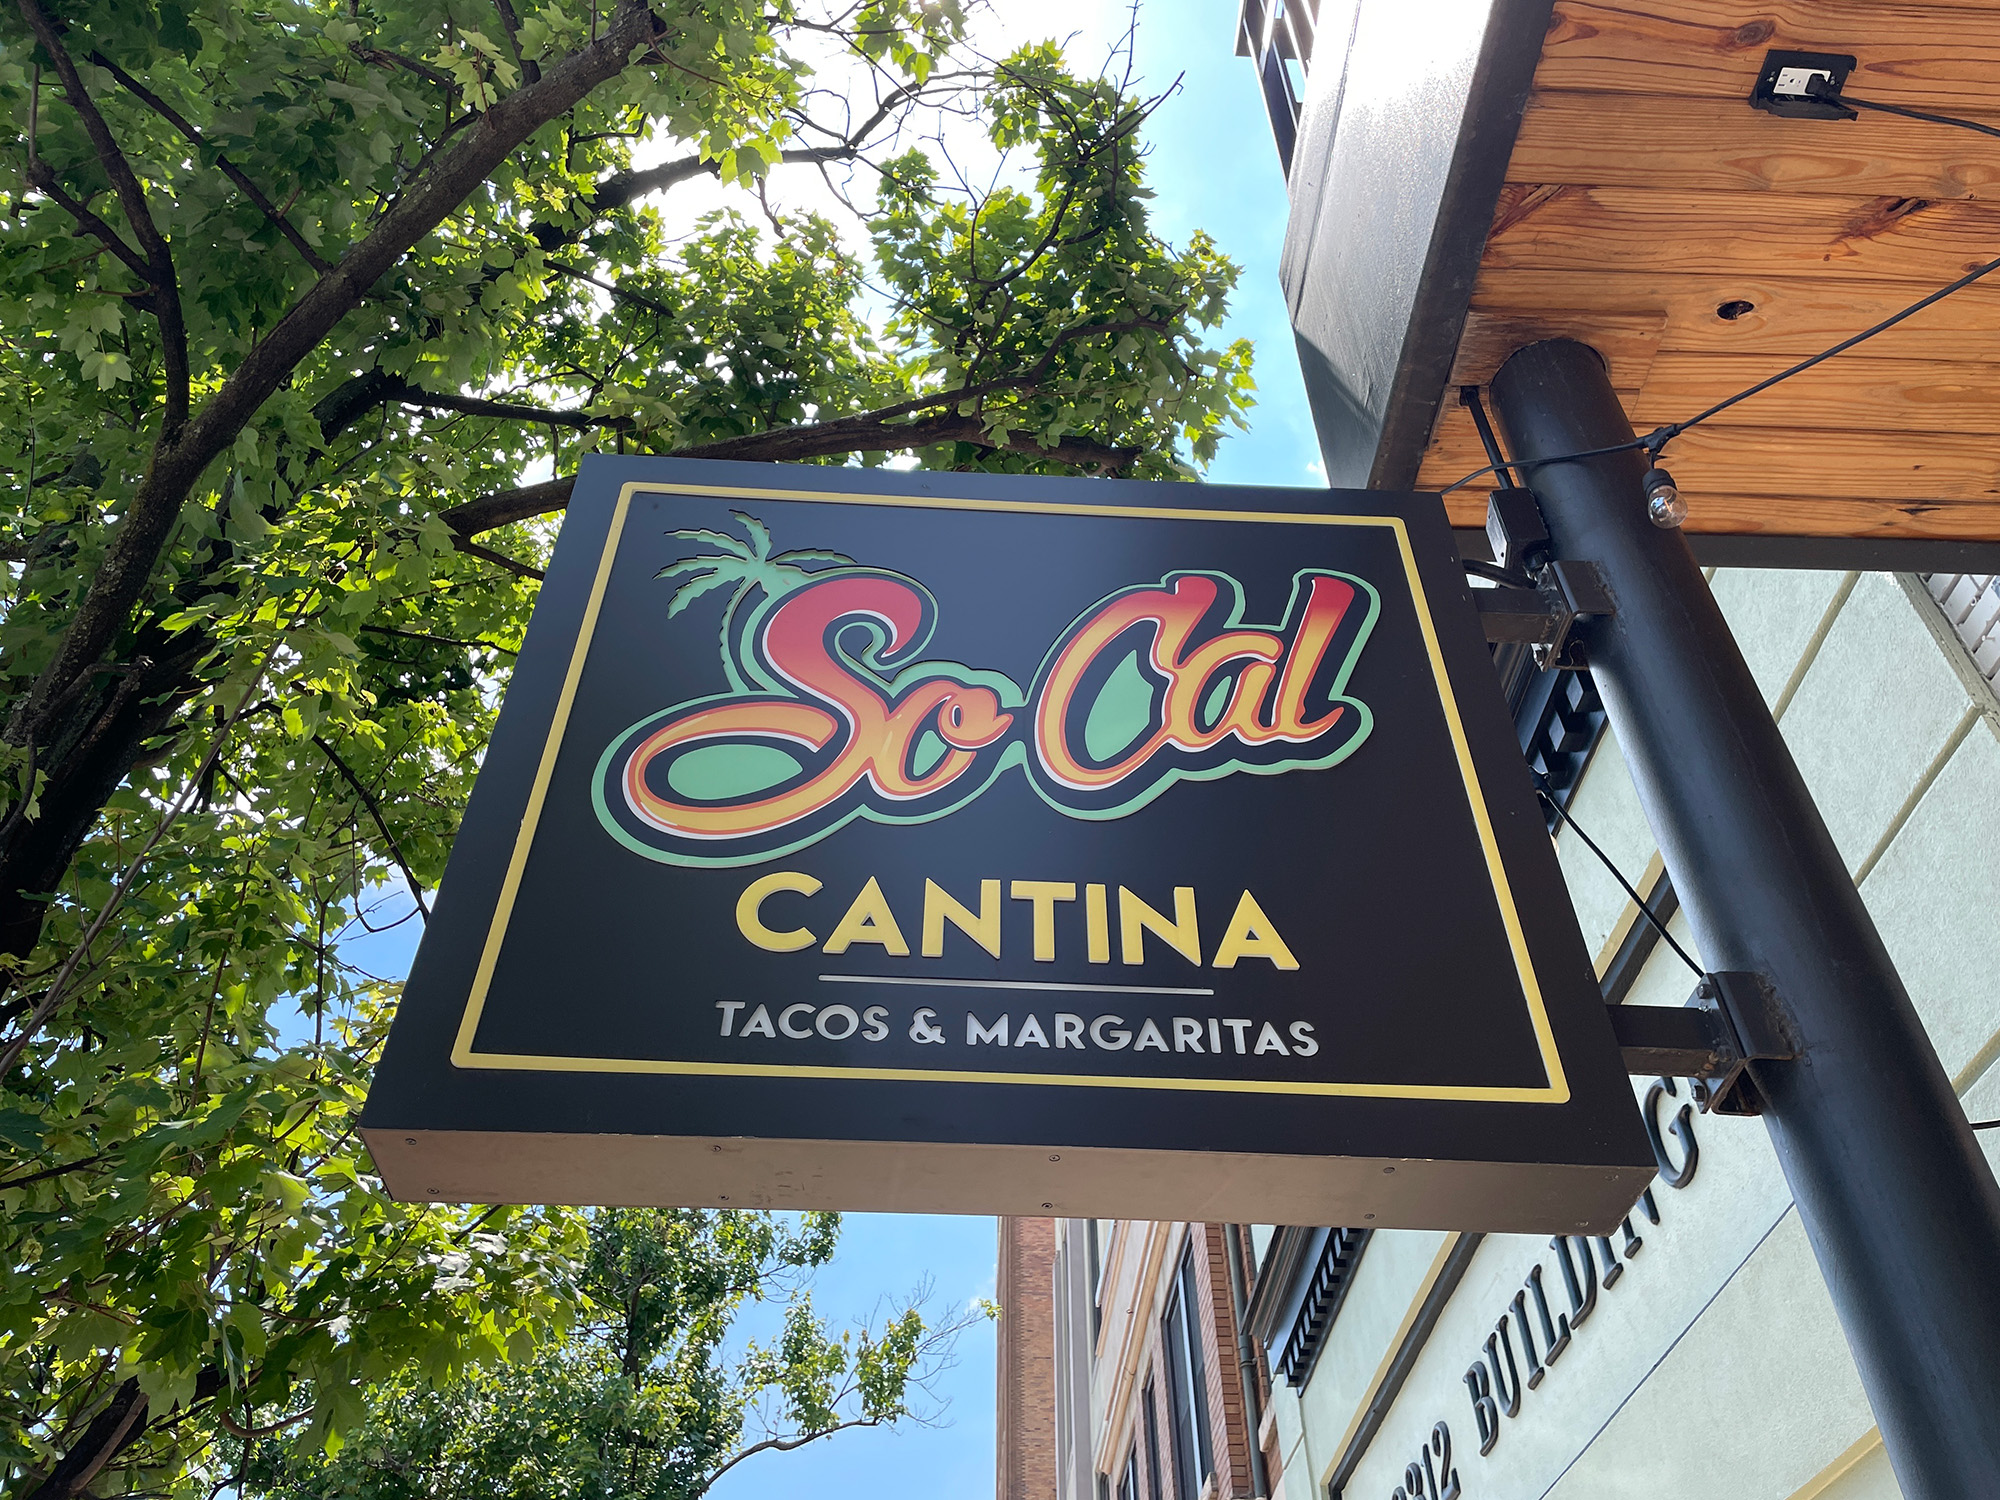 So Cal
CANTINA
TACOS & MARGARITAS
BUILDING